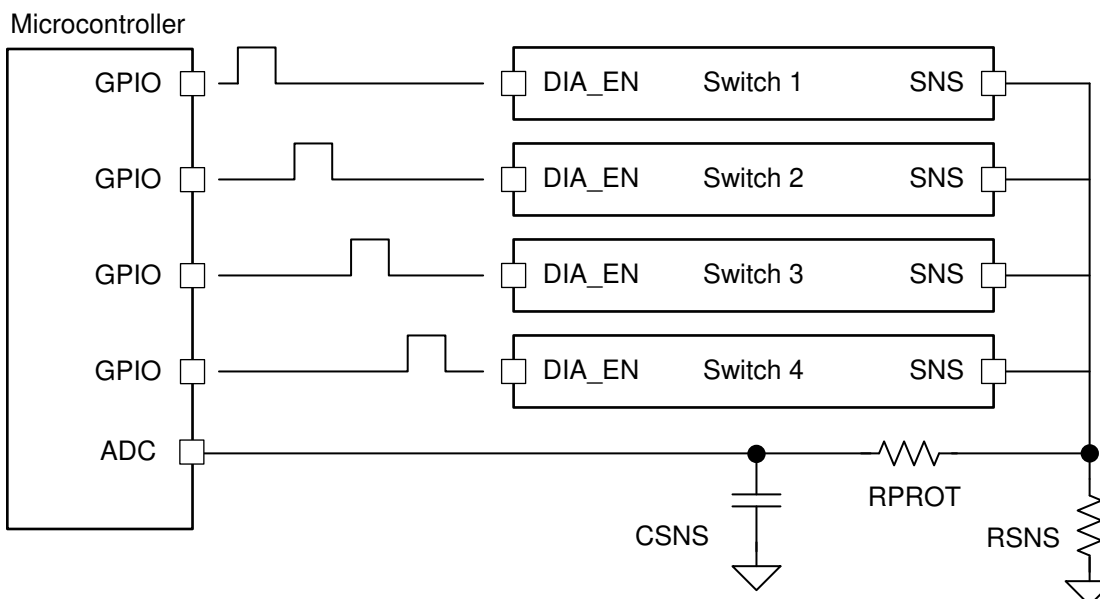 Microcontroller
GPIO DIA_EN Switch 1 SNS
GPIO DIA_EN Switch 2 SNS
GPIO DIA_EN Switch 3 SNS
GPIO DIA_EN Switch 4 SNS
ADC
RPROT
CSNS RSNS